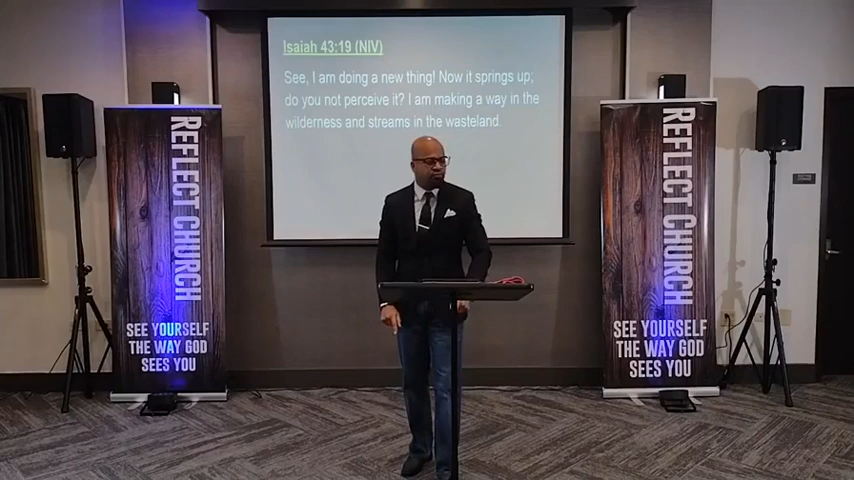 Isaiah 43:19 (NIV)
See, I am doing a new thing! Now it springs up;
do you not perceive it? I am making a way in the
wilderness and streams in the wasteland.
REFLECT CHURCH
SEE YOURSELF
THE WAY GOD
SEES YOU
REFLECT CHURCH
SEE YOURSELF
THE WAY GOD
SEES YOU